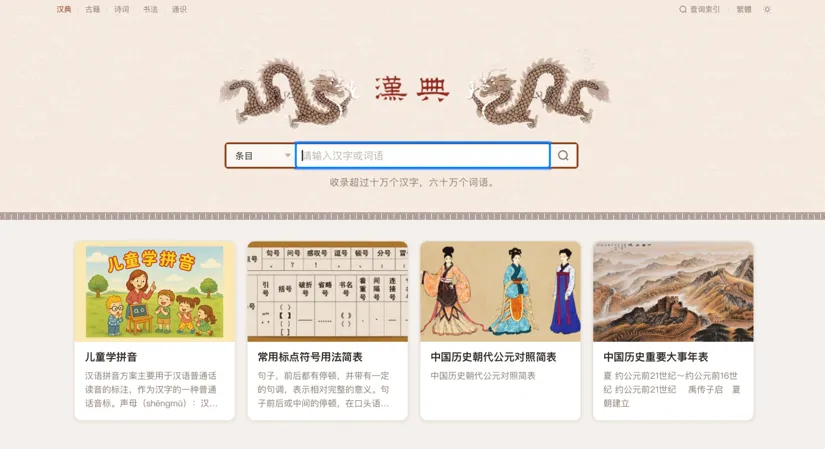 汉典 古籍 诗词 书法 通识
查询索引 繁體
漢典
条目 请输入汉字或词语
收录超过十万个汉字，六十万个词语。
儿童学拼音
句号 问号 感叹号 逗号 顿号 分号
引号 括号 破折号 省略号 书名号 着重号 间隔号 连接号
儿童学拼音
汉语拼音方案主要用于汉语普通话
读音的标注，作为汉字的一种普通
话音标。声母（shēngmǔ）：汉…
常用标点符号用法简表
句子，前后都有停顿，并带有一定
的句调，表示相对完整的意义。句
子前后或中间的停顿，在口头语…
中国历史朝代公元对照简表
中国历史朝代公元对照简表
中国历史重要大事年表
夏 约公元前21世纪～约公元前16世
纪 约公元前21世纪 禹传子启 夏
朝建立